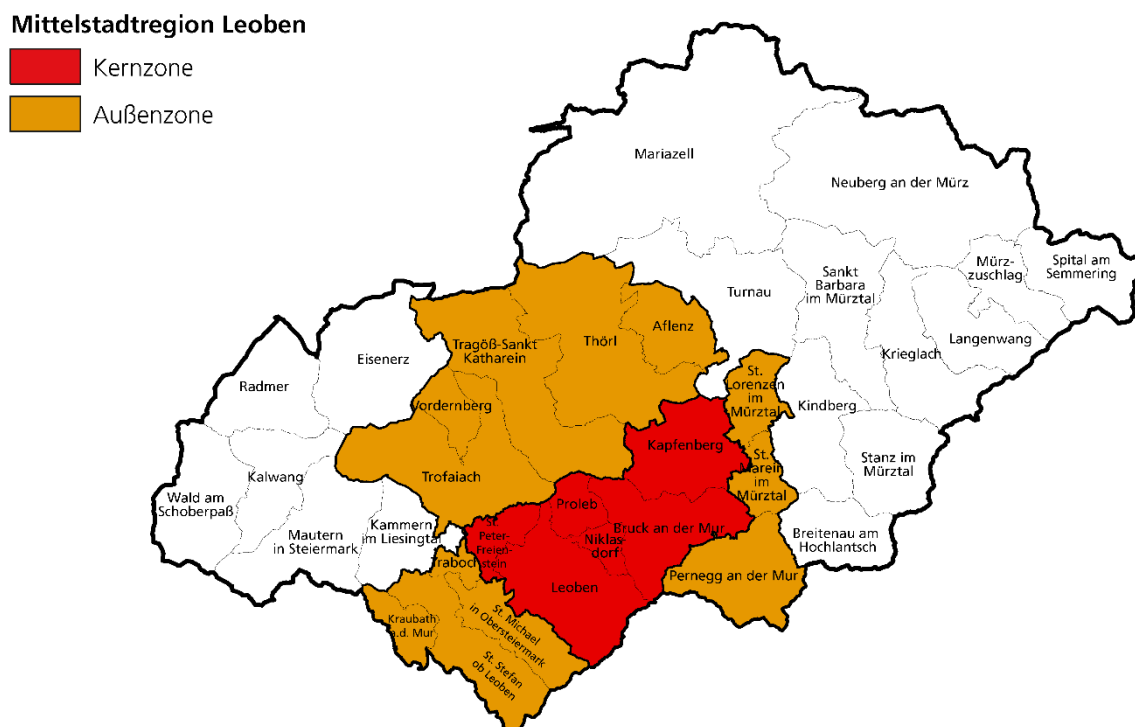 Mittelstadtregion Leoben
Kernzone
Außenzone
Mariazell
Neuberg an der Mürz
Mürz-
zuschlag
Spital am
Semmering
Sankt
Barbara
im Mürztal
Turnau
Aflenz
Thörl
Tragöß-Sankt
Katharein
Krieglach
Langenwang
Eisenerz
Radmer
St.
Lorenzen
im
Mürztal
Kindberg
Vordernberg
Kapfenberg
Stanz im
Mürztal
St.
Marein
im
Mürztal
Trofaiach
Kalwang
Wald am
Schoberpaß
Mautern
in Steiermark
Kammern
im Liesingtal
St.
Peter-
Freien-
stein
Proleb
Niklas-
dorf
Bruck an der Mur
Breitenau am
Hochlantsch
Traboch
Leoben
Pernegg an der Mur
Kraubath
a.d. Mur
St. Michael
in Obersteiermark
St. Stefan
ob Leoben